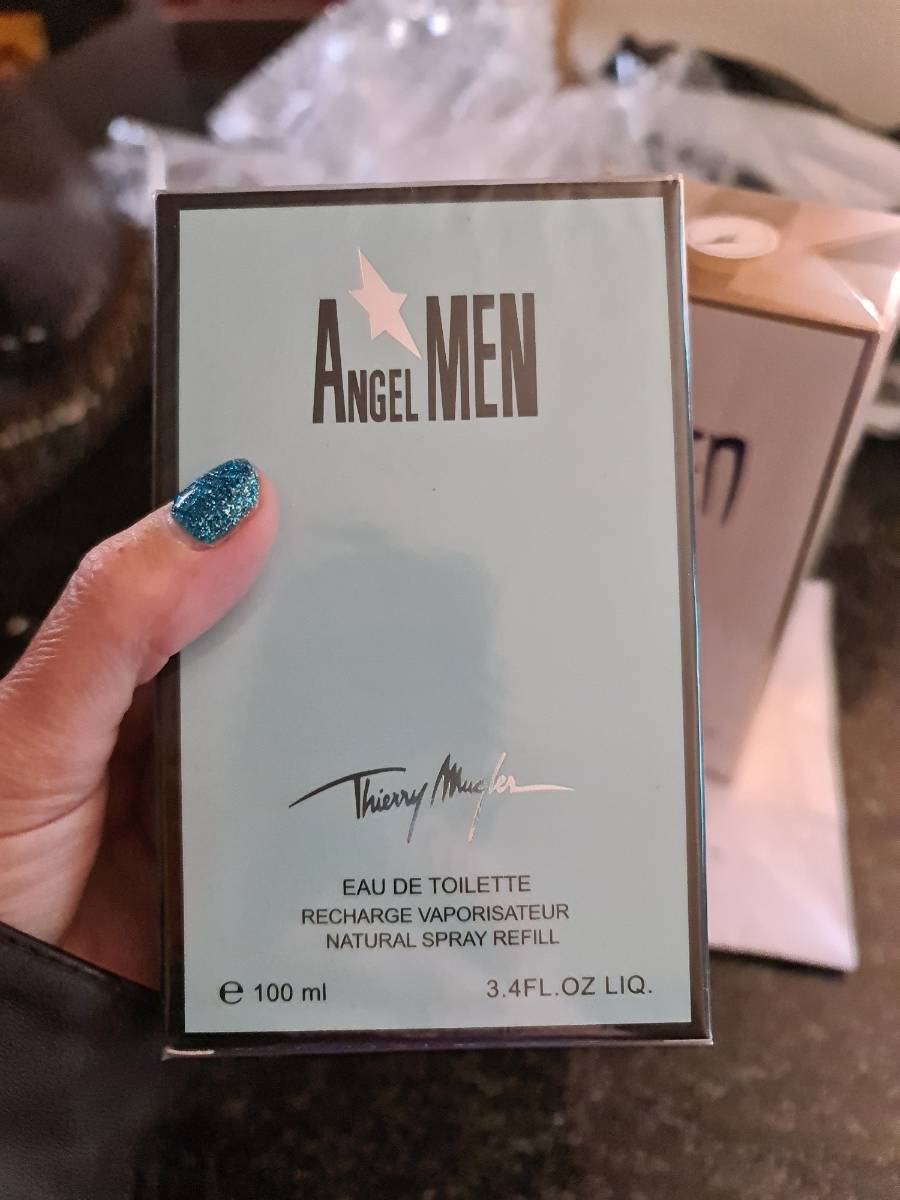 ANGEL MEN
Thierry Mugler
EAU DE TOILETTE
RECHARGE VAPORISATEUR
NATURAL SPRAY REFILL
℮ 100 ml
3.4FL.OZ LIQ.